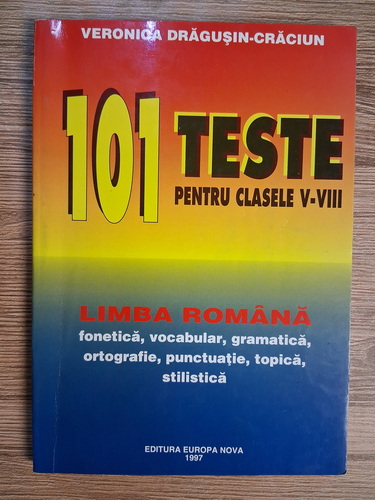 VERONICA DRĂGUȘIN-CRĂCIUN
101 TESTE
PENTRU CLASELE V-VIII
LIMBA ROMÂNĂ
fonetică, vocabular, gramatică,
ortografie, punctuație, topică,
stilistică
EDITURA EUROPA NOVA
1997